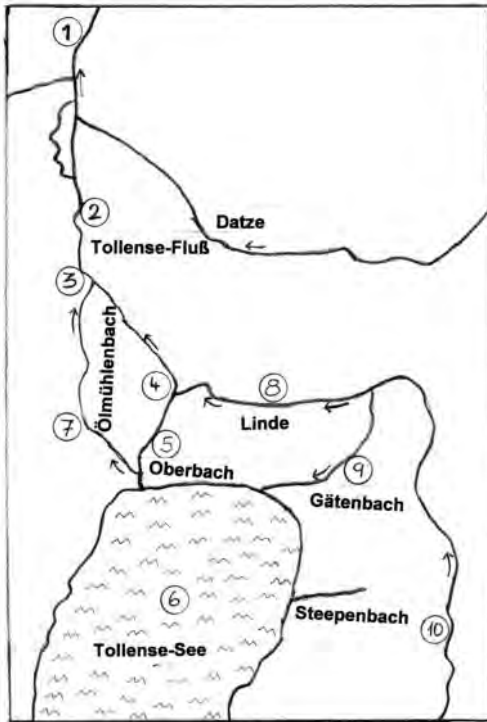 1
2
Datze
Tollense-Fluß
3
Ölmühlenbach
4
8
Linde
7
5
Oberbach
9
Gätenbach
6
Steepenbach
10
Tollense-See